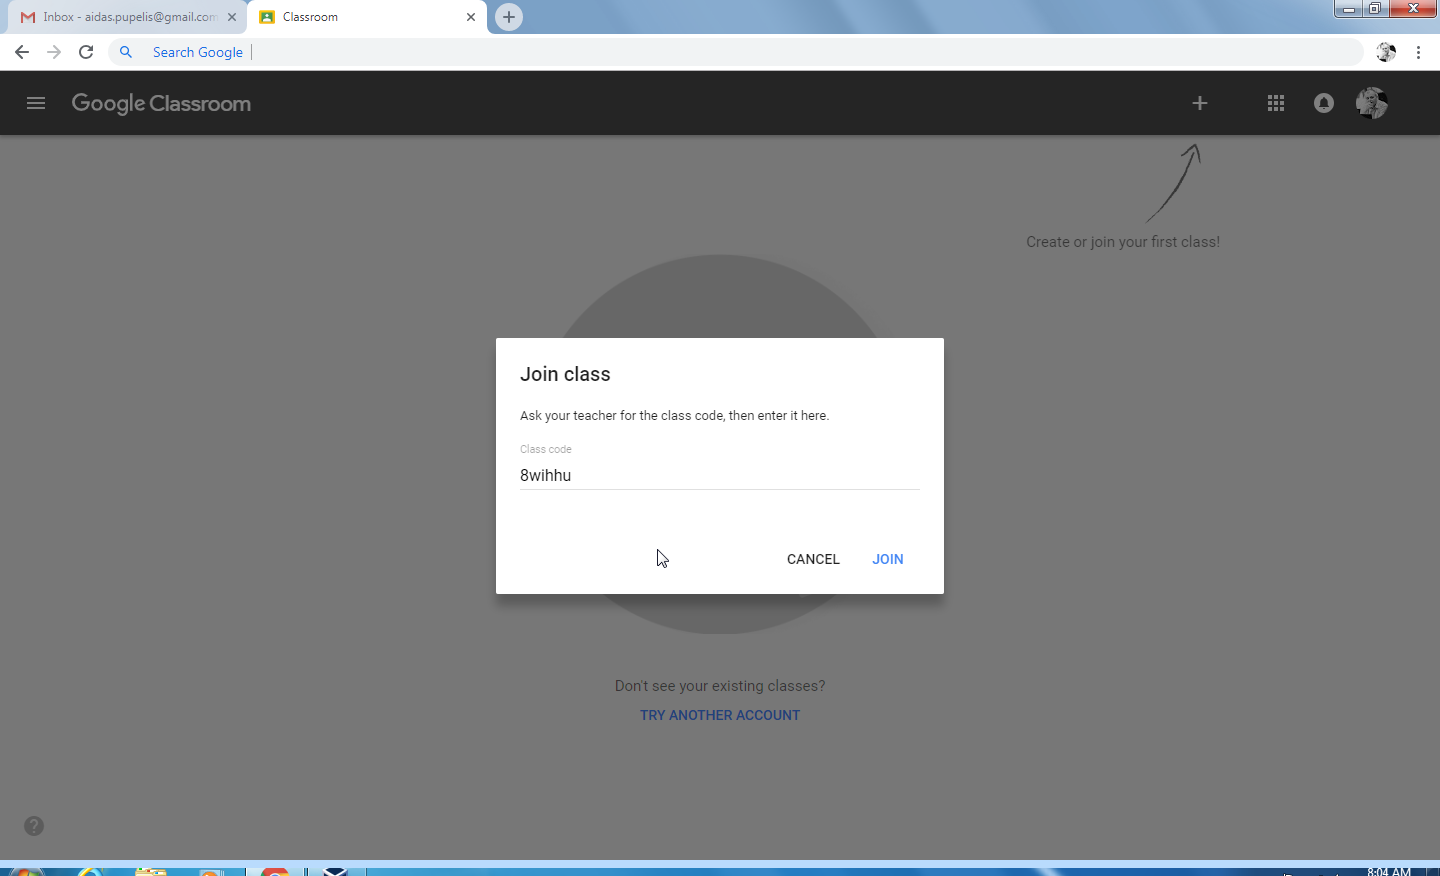 Inbox - aidas.pupelis@gmail.com
Classroom
Search Google
Google Classroom
Create or join your first class!
Join class
Ask your teacher for the class code, then enter it here.
Class code
8wihhu
CANCEL
JOIN
Don't see your existing classes?
TRY ANOTHER ACCOUNT
?
8:04 AM